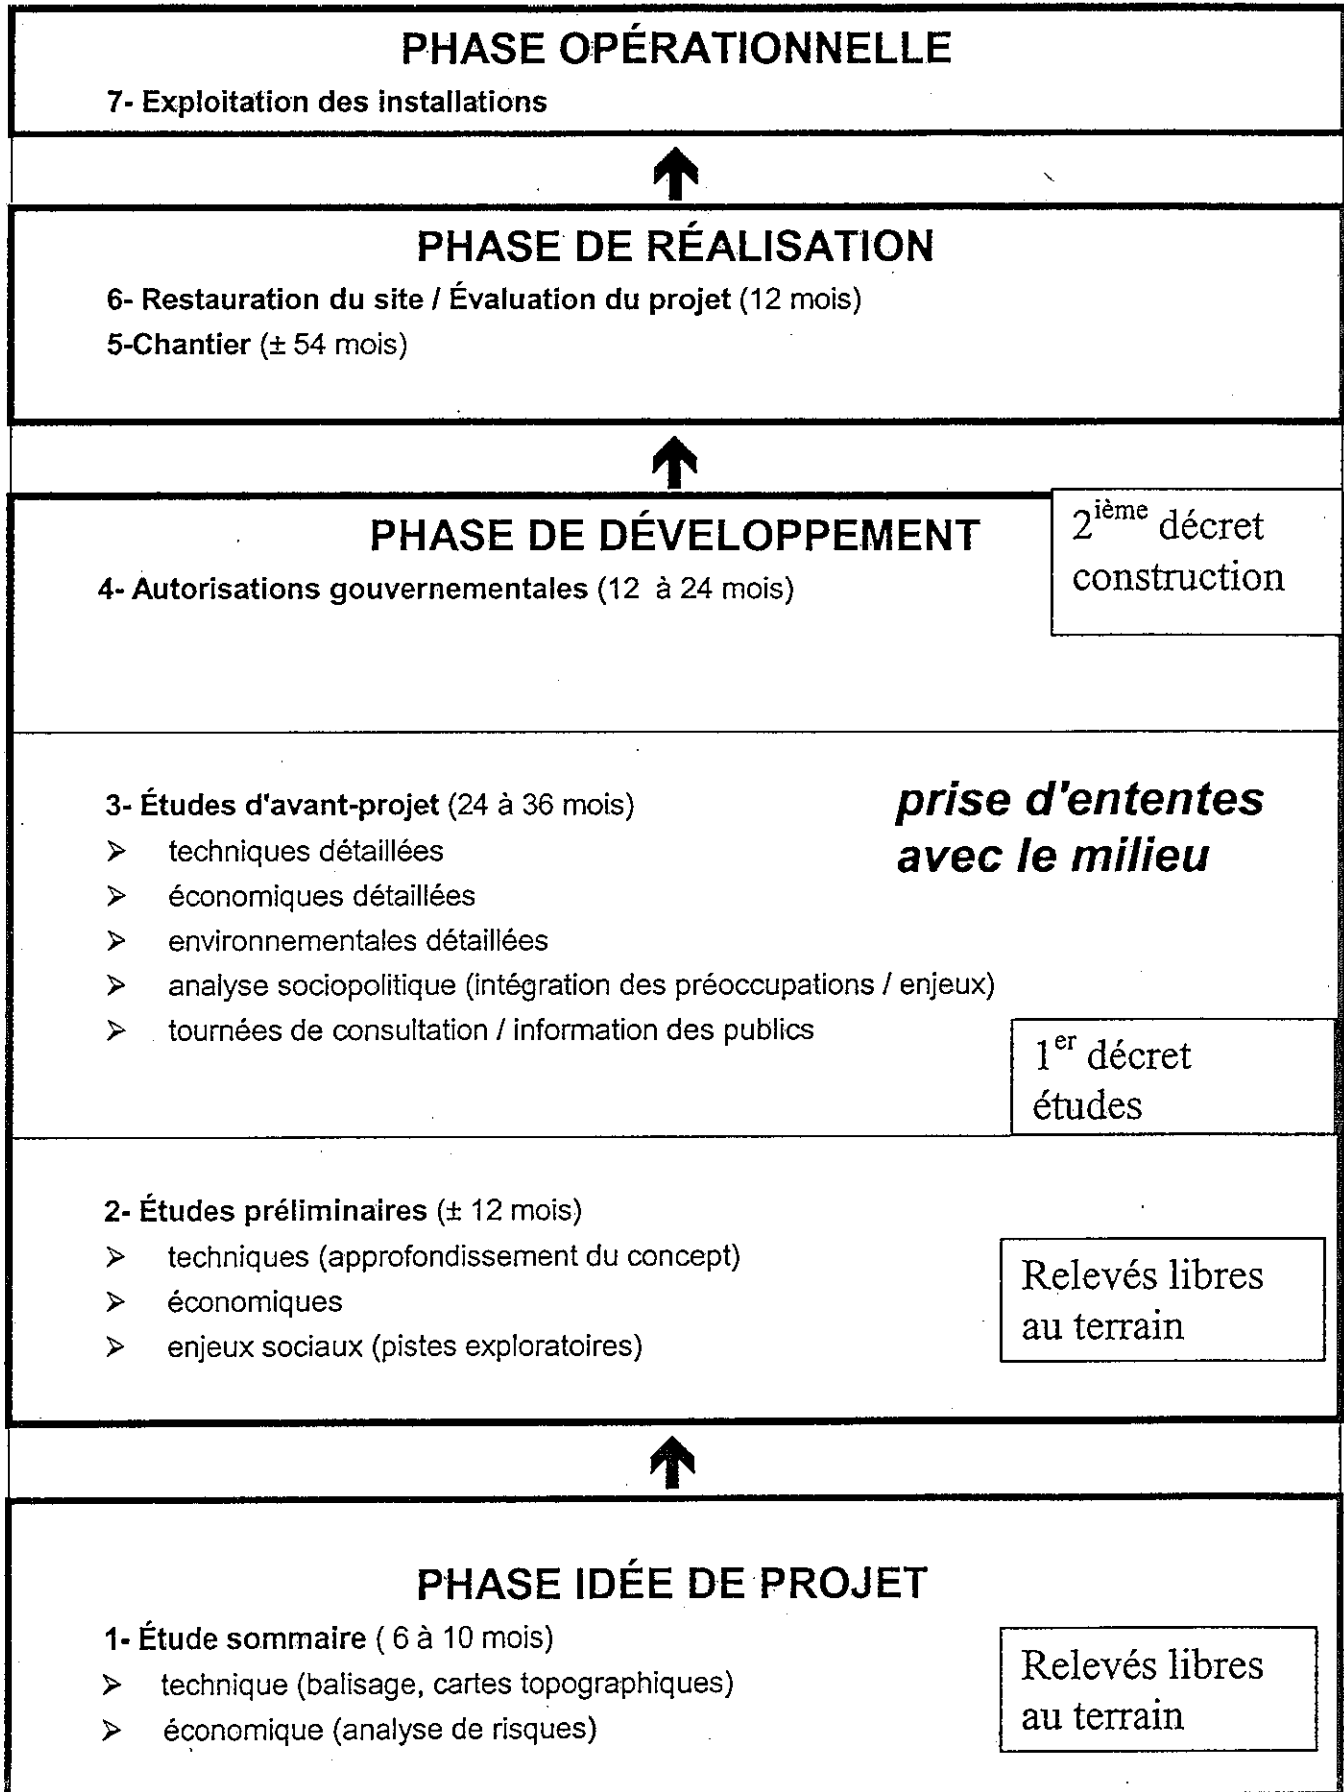 PHASE OPÉRATIONNELLE
7- Exploitation des installations
PHASE DE RÉALISATION
6- Restauration du site / Évaluation du projet (12 mois)
5-Chantier (± 54 mois)
PHASE DE DÉVELOPPEMENT
2ième décret
construction
4- Autorisations gouvernementales (12 à 24 mois)
3- Études d'avant-projet (24 à 36 mois)
prise d'ententes
avec le milieu
➢ techniques détaillées
➢ économiques détaillées
➢ environnementales détaillées
➢ analyse sociopolitique (intégration des préoccupations / enjeux)
➢ tournées de consultation / information des publics
1er décret
études
2- Études préliminaires (± 12 mois)
➢ techniques (approfondissement du concept)
➢ économiques
➢ enjeux sociaux (pistes exploratoires)
Relevés libres
au terrain
PHASE IDÉE DE PROJET
1- Étude sommaire ( 6 à 10 mois)
➢ technique (balisage, cartes topographiques)
➢ économique (analyse de risques)
Relevés libres
au terrain